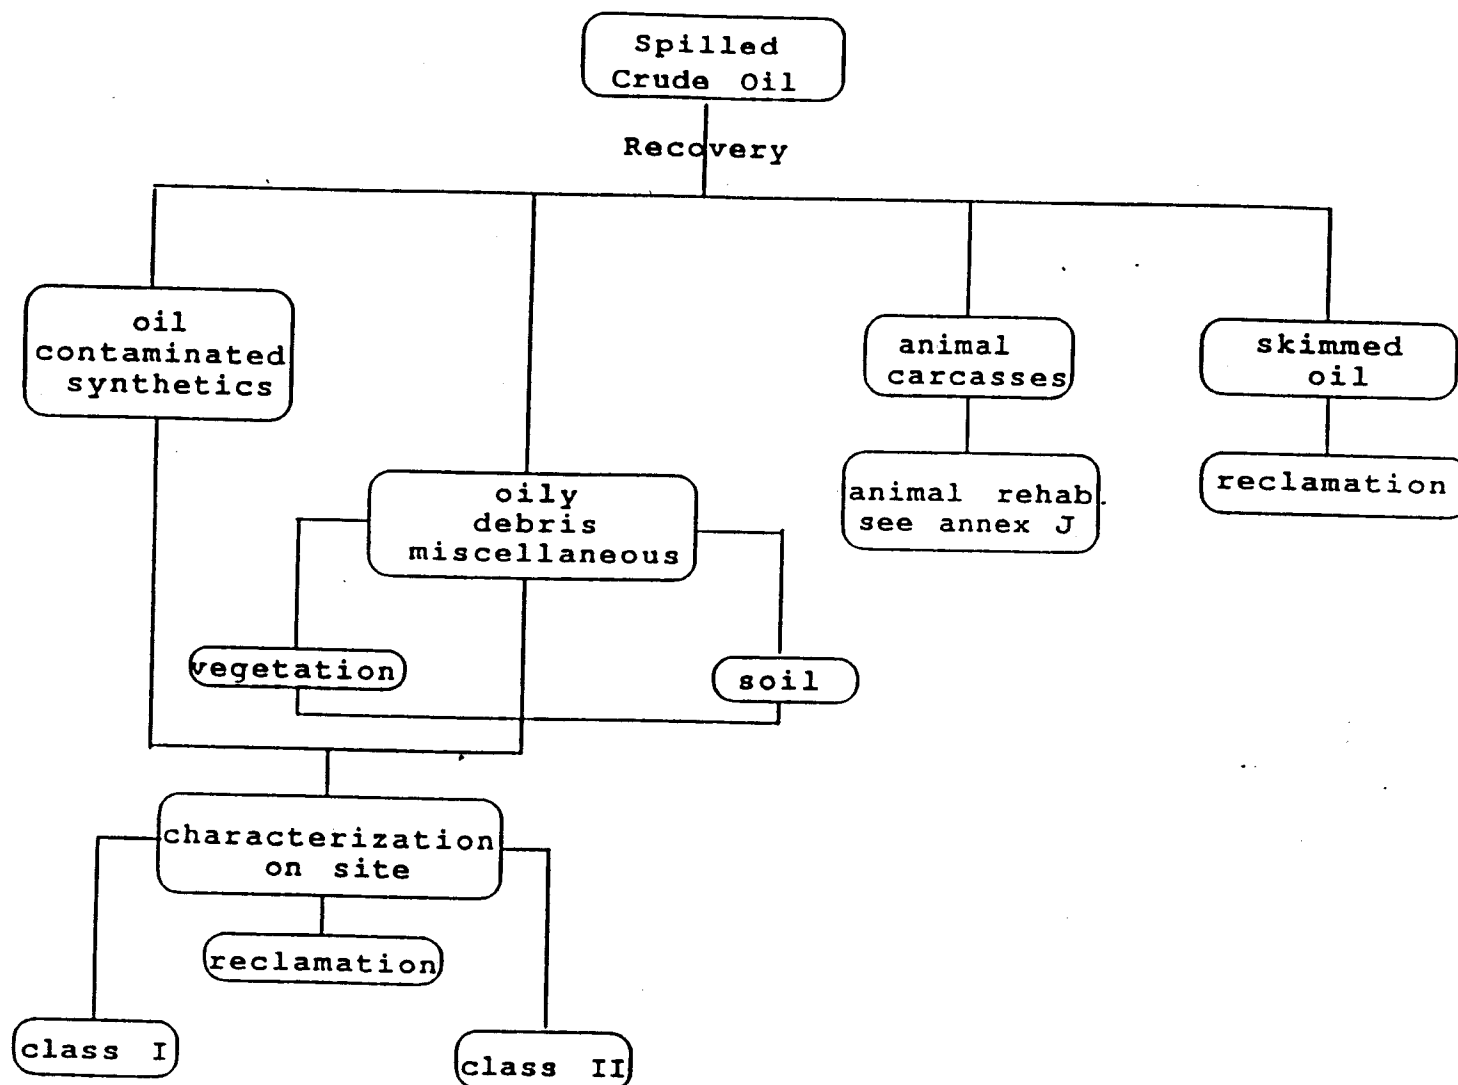 Spilled
Crude Oil
Recovery
oil
contaminated
synthetics
animal
carcasses
skimmed
oil
oily
debris
miscellaneous
animal rehab.
see annex J
reclamation
vegetation
soil
characterization
on site
reclamation
class I
class II